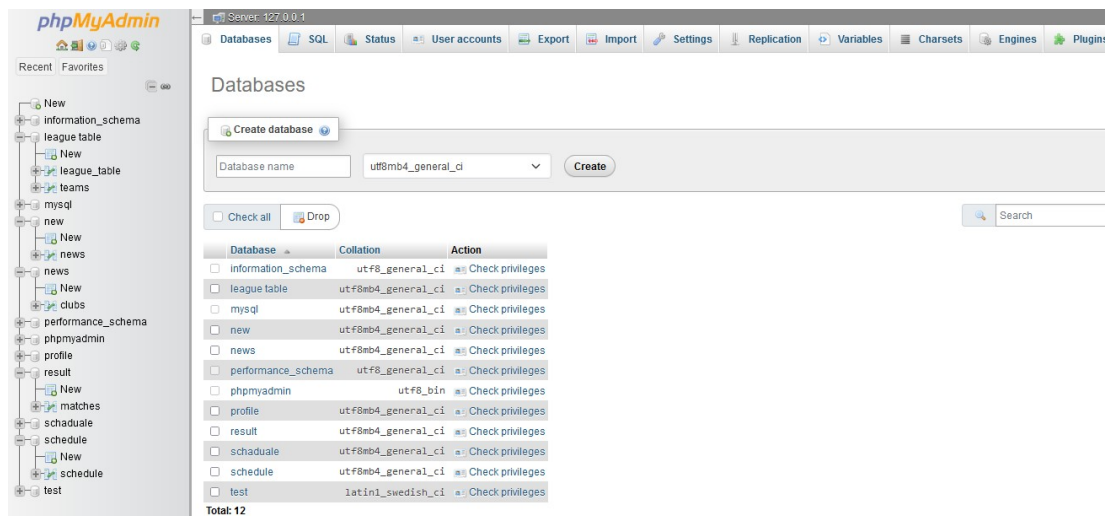 phpMyAdmin
Recent Favorites
New
information_schema
league table
New
league_table
teams
mysql
new
New
news
news
New
clubs
performance_schema
phpmyadmin
profile
result
New
matches
schaduale
schedule
New
schedule
test
Server: 127.0.0.1
Databases SQL Status User accounts Export Import Settings Replication Variables Charsets Engines Plugins
Databases
Create database
Database name utf8mb4_general_ci Create
Check all Drop Search
Database Collation Action
information_schema utf8_general_ci Check privileges
league table utf8mb4_general_ci Check privileges
mysql utf8mb4_general_ci Check privileges
new utf8mb4_general_ci Check privileges
news utf8mb4_general_ci Check privileges
performance_schema utf8_general_ci Check privileges
phpmyadmin utf8_bin Check privileges
profile utf8mb4_general_ci Check privileges
result utf8mb4_general_ci Check privileges
schaduale utf8mb4_general_ci Check privileges
schedule utf8mb4_general_ci Check privileges
test latin1_swedish_ci Check privileges
Total: 12